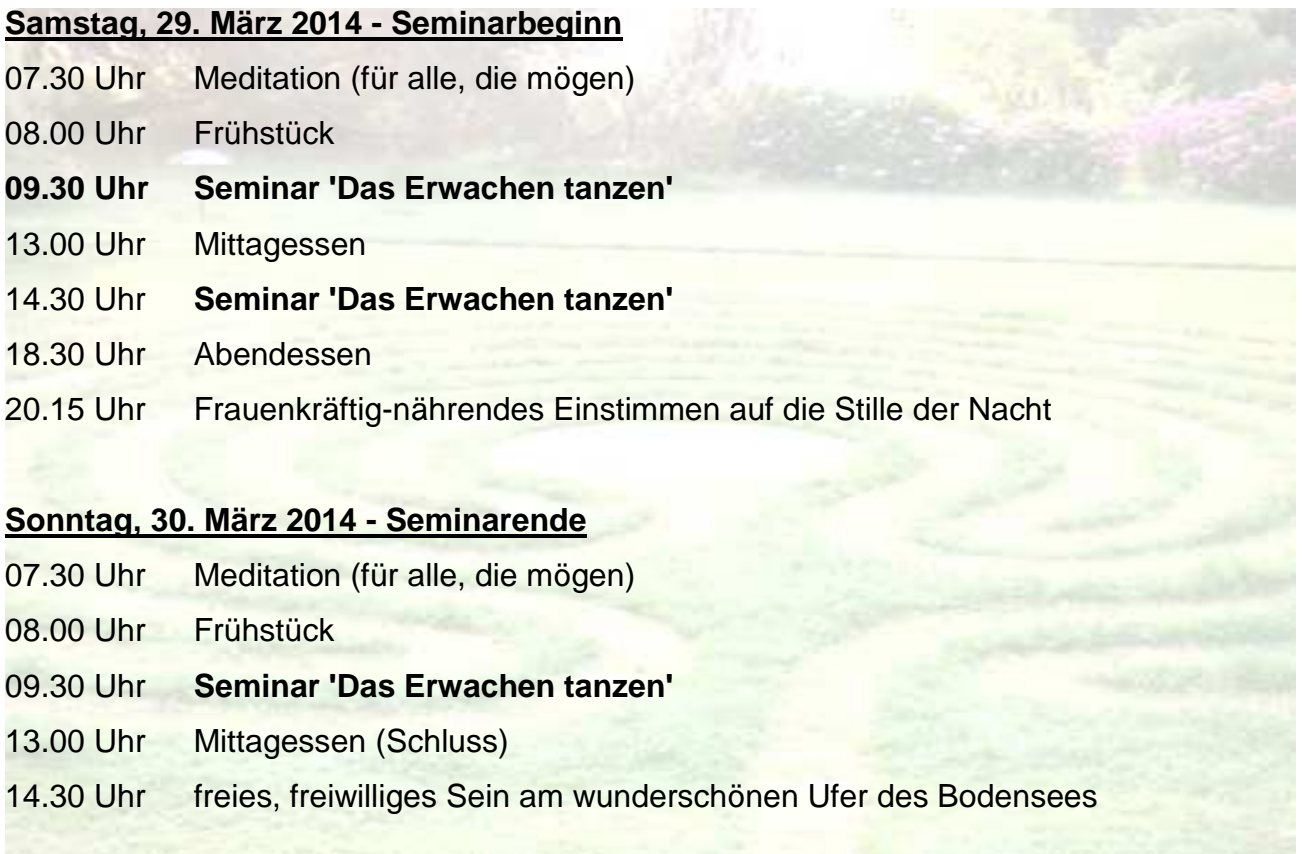 Samstag, 29. März 2014 - Seminarbeginn
07.30 Uhr Meditation (für alle, die mögen)
08.00 Uhr Frühstück
09.30 Uhr Seminar 'Das Erwachen tanzen'
13.00 Uhr Mittagessen
14.30 Uhr Seminar 'Das Erwachen tanzen'
18.30 Uhr Abendessen
20.15 Uhr Frauenkräftig-nährendes Einstimmen auf die Stille der Nacht
Sonntag, 30. März 2014 - Seminarende
07.30 Uhr Meditation (für alle, die mögen)
08.00 Uhr Frühstück
09.30 Uhr Seminar 'Das Erwachen tanzen'
13.00 Uhr Mittagessen (Schluss)
14.30 Uhr freies, freiwilliges Sein am wunderschönen Ufer des Bodensees